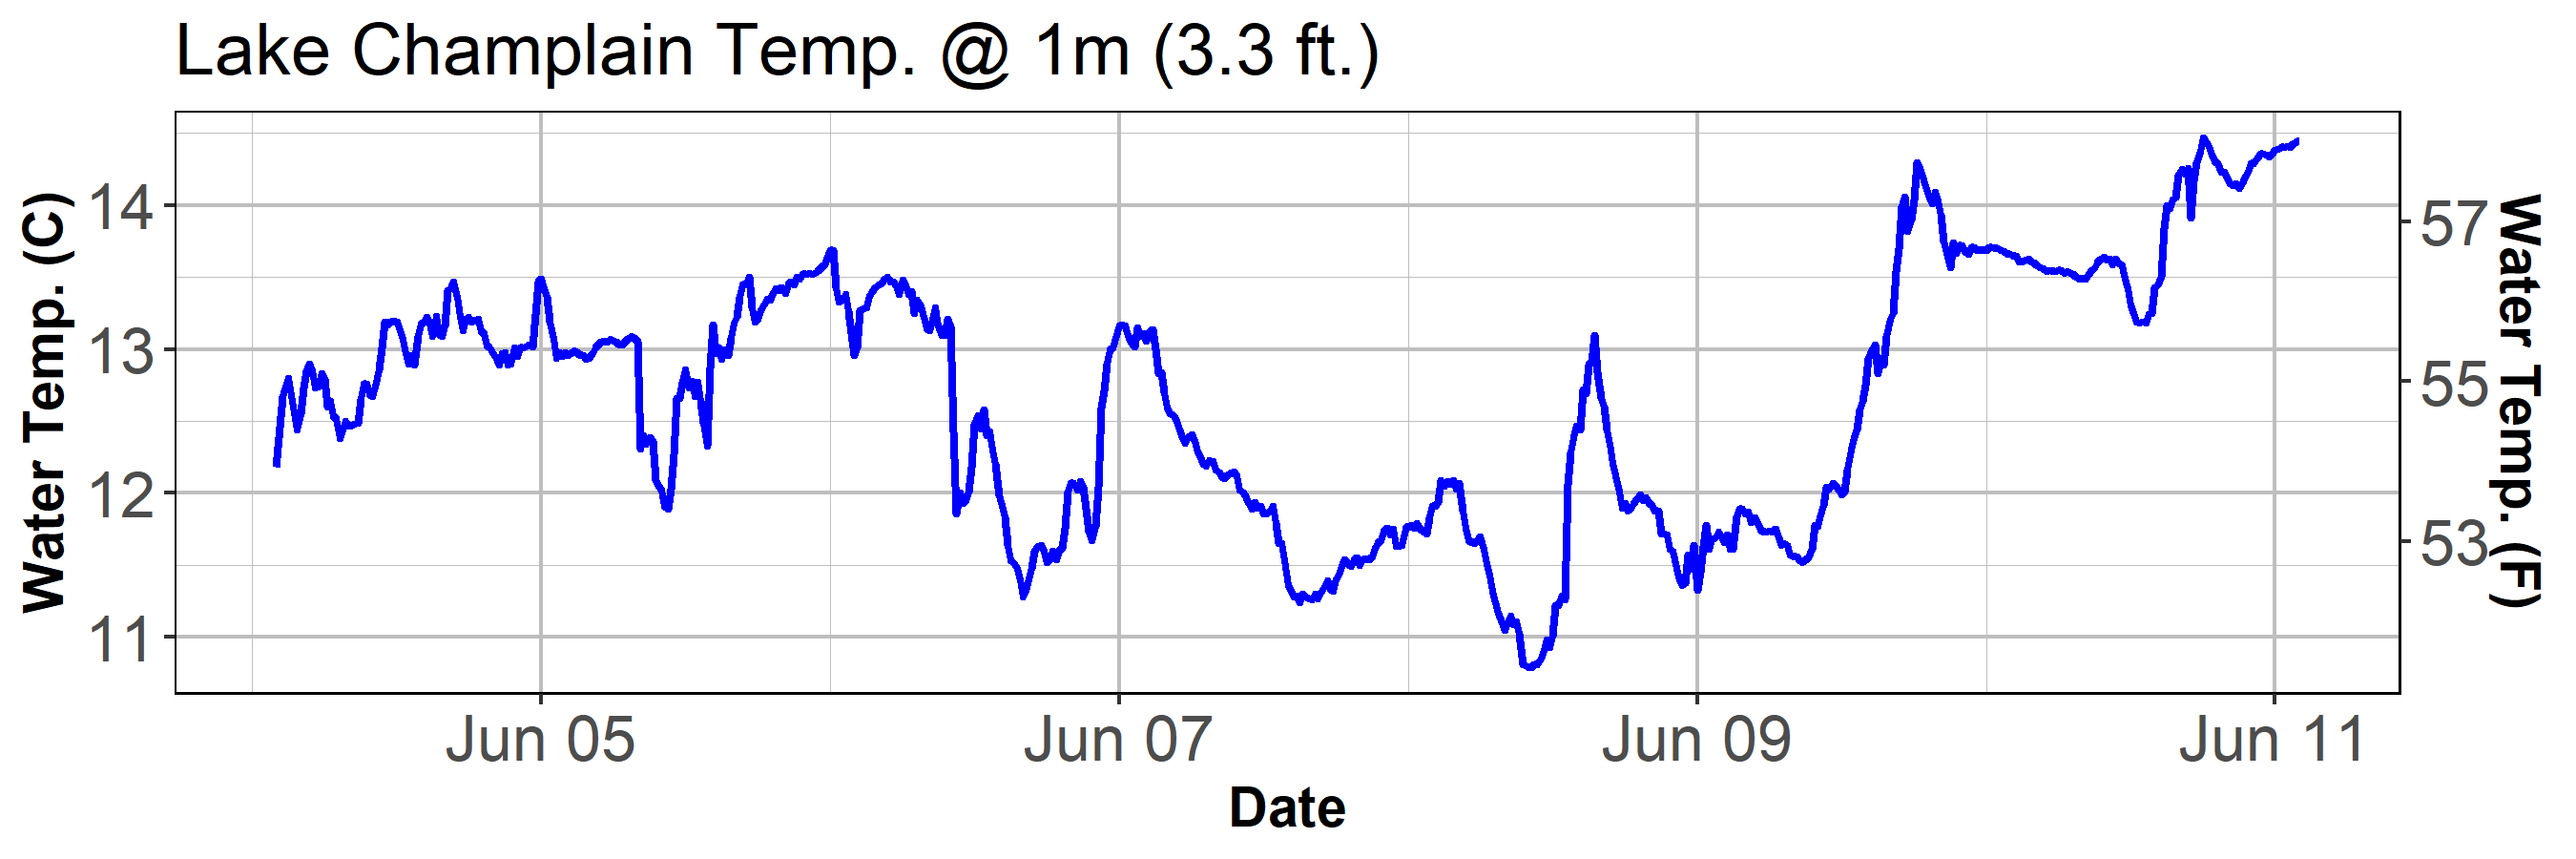 Lake Champlain Temp. @ 1m (3.3 ft.)
Water Temp. (C)
14
13
12
11
57
55
53
Water Temp. (F)
Jun 05
Jun 07
Jun 09
Jun 11
Date